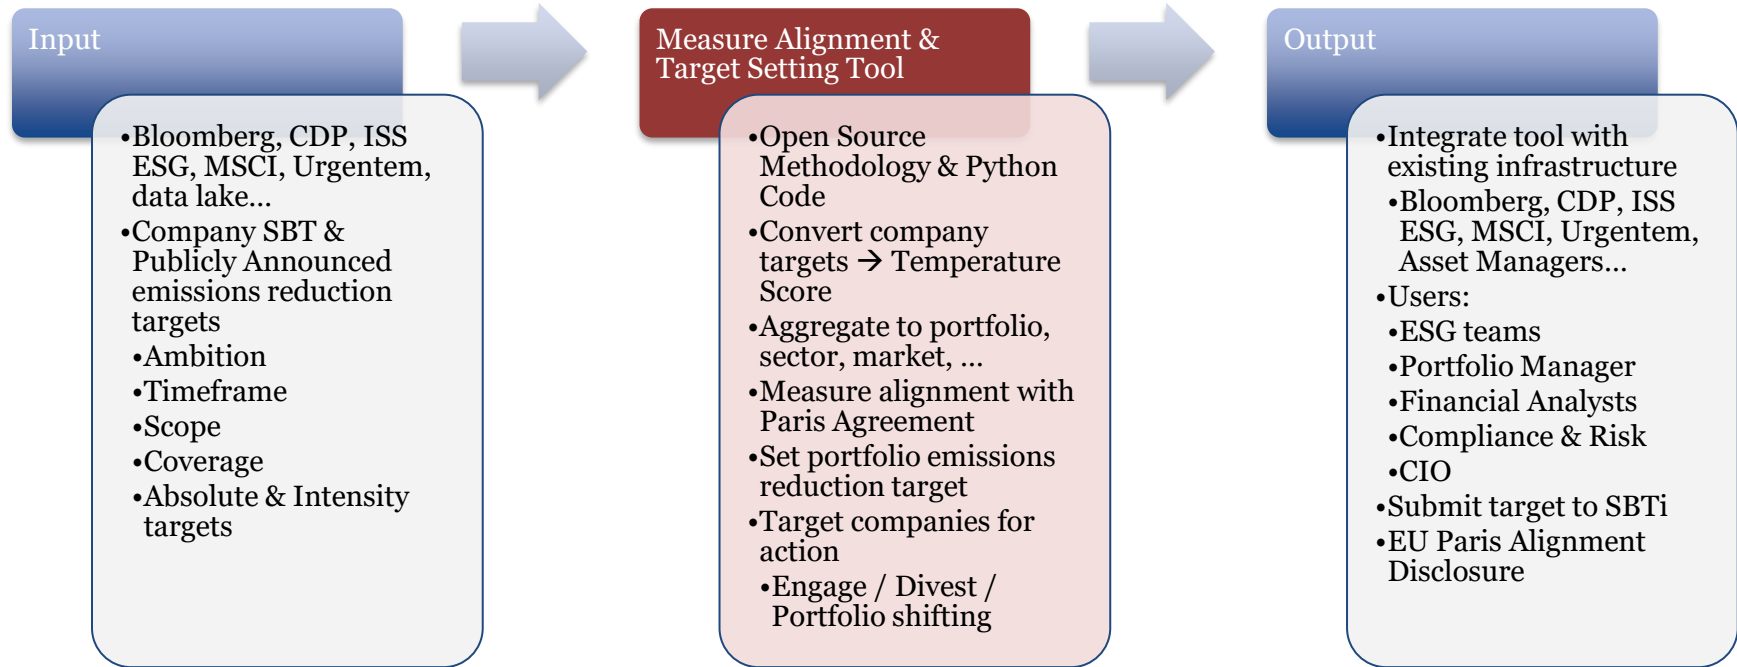 Input
•Bloomberg, CDP, ISS
ESG, MSCI, Urgentem,
data lake…
•Company SBT &
Publicly Announced
emissions reduction
targets
•Ambition
•Timeframe
•Scope
•Coverage
•Absolute & Intensity
targets
Measure Alignment &
Target Setting Tool
•Open Source
Methodology & Python
Code
•Convert company
targets → Temperature
Score
•Aggregate to portfolio,
sector, market, …
•Measure alignment with
Paris Agreement
•Set portfolio emissions
reduction target
•Target companies for
action
•Engage / Divest /
Portfolio shifting
Output
•Integrate tool with
existing infrastructure
•Bloomberg, CDP, ISS
ESG, MSCI, Urgentem,
Asset Managers…
•Users:
•ESG teams
•Portfolio Manager
•Financial Analysts
•Compliance & Risk
•CIO
•Submit target to SBTi
•EU Paris Alignment
Disclosure